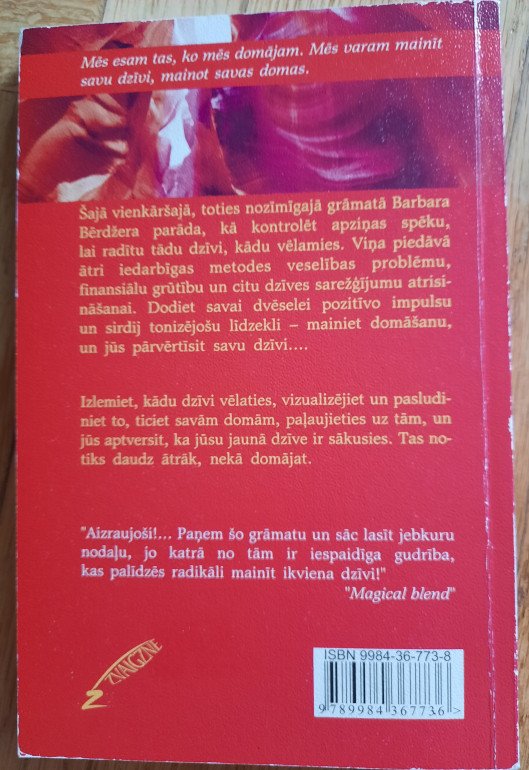 Mēs esam tas, ko mēs domājam. Mēs varam mainīt
savu dzīvi, mainot savas domas.
Šajā vienkāršajā, toties nozīmīgajā grāmatā Barbara
Bērdžera parāda, kā kontrolēt apziņas spēku,
lai radītu tādu dzīvi, kādu vēlamies. Viņa piedāvā
ātri iedarbīgas metodes veselības problēmu,
finansiālu grūtību un citu dzīves sarežģījumu atrisi-
nāšanai. Dodiet savai dvēselei pozitīvo impulsu
un sirdij tonizējošu līdzekli – mainiet domāšanu,
un jūs pārvērtīsit savu dzīvi....
Izlemiet, kādu dzīvi vēlaties, vizualizējiet un pasludi-
niet to, ticiet savām domām, paļaujieties uz tām, un
jūs aptversit, ka jūsu jaunā dzīve ir sākusies. Tas no-
tiks daudz ātrāk, nekā domājat.
"Aizraujoši!... Paņem šo grāmatu un sāc lasīt jebkuru
nodaļu, jo katrā no tām ir iespaidīga gudrība,
kas palīdzēs radikāli mainīt ikviena dzīvi!"
"Magical blend"
ZVAIGZNE
ISBN 9984-36-773-8
9 789984 367736 >